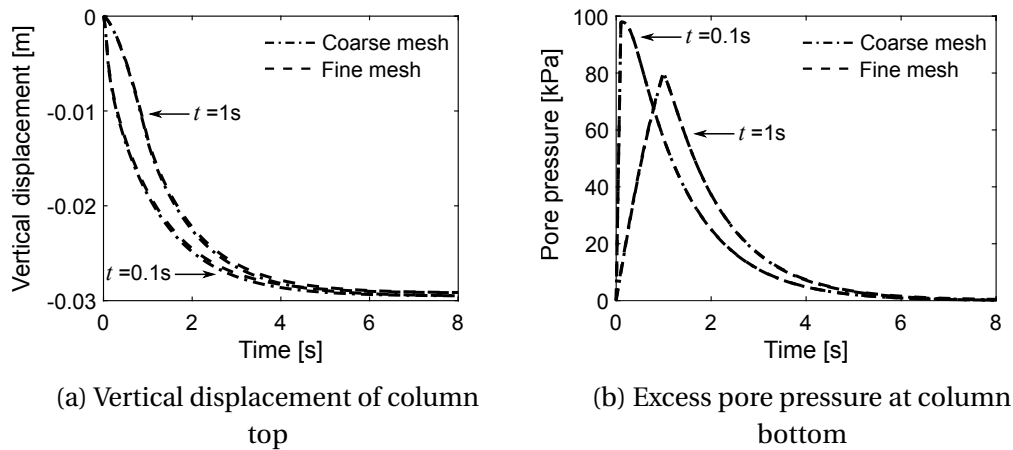 0
-0.01
-0.02
-0.03
Vertical displacement [m]
Coarse mesh
Fine mesh
t =1s
t =0.1s
0 2 4 6 8
Time [s]
(a) Vertical displacement of column
top
100
80
60
40
20
0
Pore pressure [kPa]
t =0.1s
Coarse mesh
Fine mesh
t =1s
0 2 4 6 8
Time [s]
(b) Excess pore pressure at column
bottom